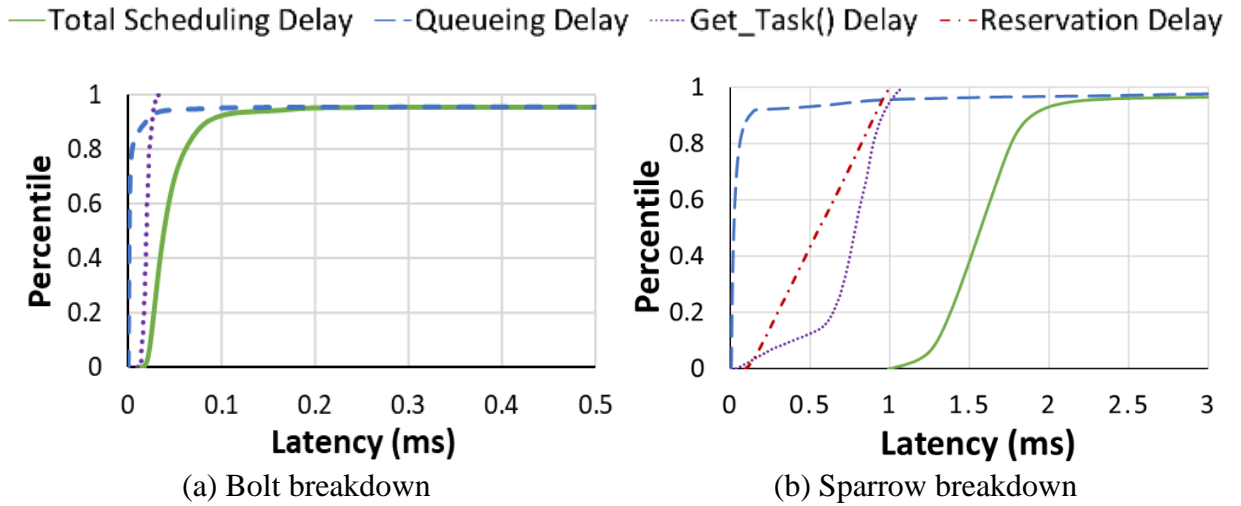 Total Scheduling Delay Queueing Delay Get_Task() Delay Reservation Delay
1
0.8
0.6
0.4
0.2
0
Percentile
0 0.1 0.2 0.3 0.4 0.5
Latency (ms)
(a) Bolt breakdown
1
0.8
0.6
0.4
0.2
0
Percentile
0 0.5 1 1.5 2 2.5 3
Latency (ms)
(b) Sparrow breakdown